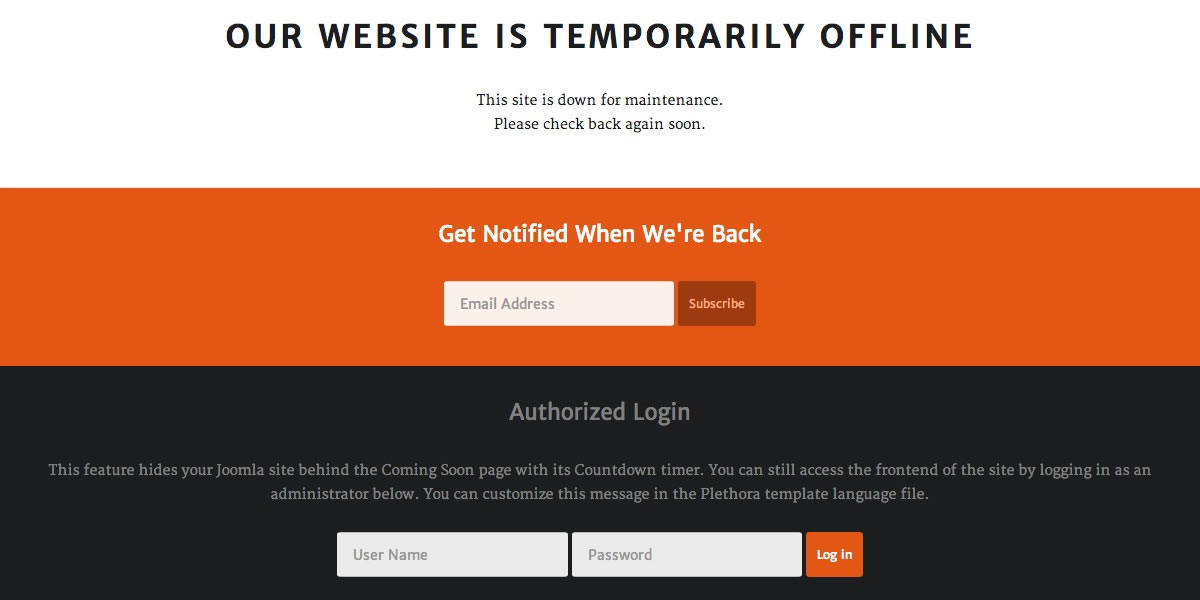 OUR WEBSITE IS TEMPORARILY OFFLINE
This site is down for maintenance.
Please check back again soon.
Get Notified When We're Back
Email Address
Subscribe
Authorized Login
This feature hides your Joomla site behind the Coming Soon page with its Countdown timer. You can still access the frontend of the site by logging in as an
administrator below. You can customize this message in the Plethora template language file.
User Name
Password
Log in